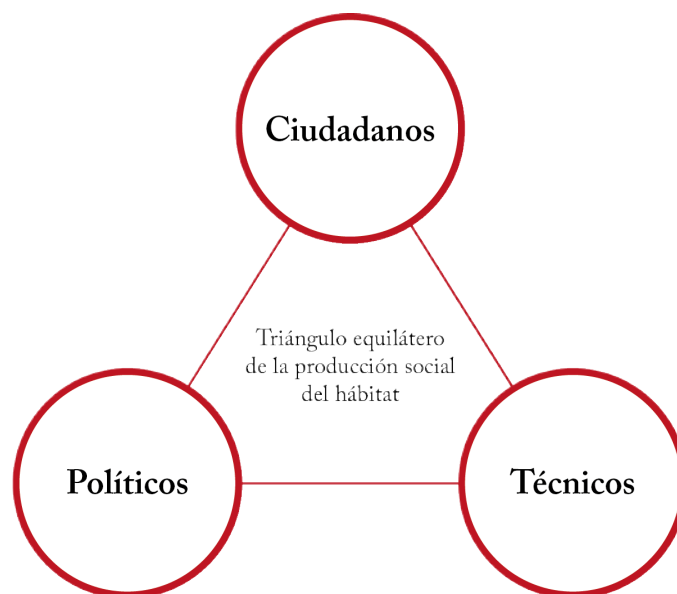 Ciudadanos
Triángulo equilátero
de la producción social
del hábitat
Políticos
Técnicos